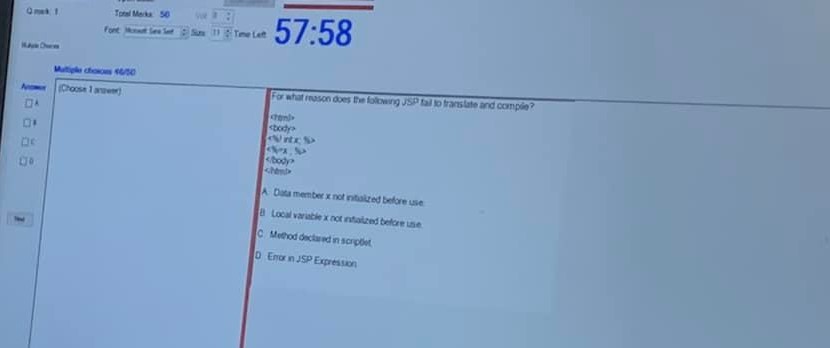 Q mark: 1
Total Marks: 50
Vol: 8
Font: Microsoft Sans Serif Size: 11 Time Left: 57:58
Multiple Choices
Multiple choices 46/50
Answer
(Choose 1 answer)
A
B
C
D
Next
For what reason does the following JSP fail to translate and compile?
<html>
<body>
<%! int x; %>
<%=x ; %>
</body>
</html>
A. Data member x not initialized before use.
B. Local variable x not initialized before use.
C. Method declared in scriptlet.
D. Error in JSP Expression.